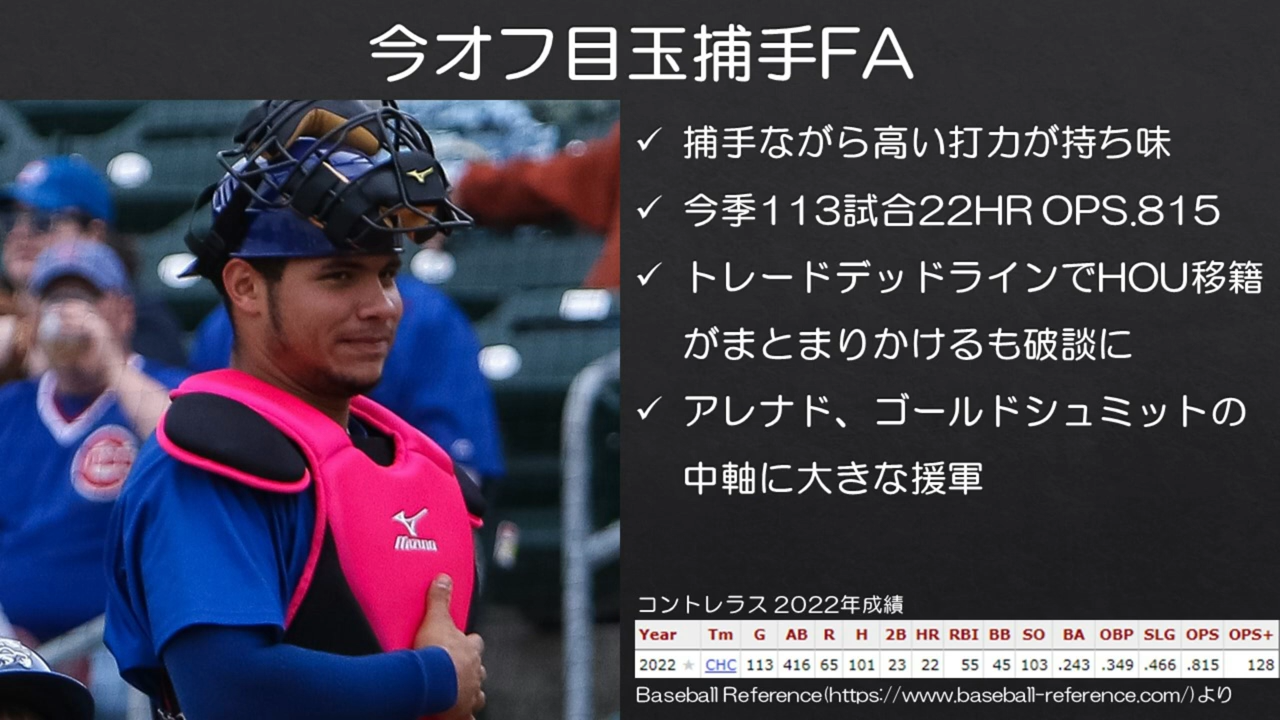 今オフ目玉捕手FA
✓ 捕手ながら高い打力が持ち味
✓ 今季113試合22HR OPS.815
✓ トレードデッドラインでHOU移籍
がまとまりかけるも破談に
✓ アレナド、ゴールドシュミットの
中軸に大きな援軍
mizuno
コントレラス 2022年成績
Year Tm G AB R H 2B HR RBI BB SO BA OBP SLG OPS OPS+
2022 ★ CHC 113 416 65 101 23 22 55 45 103 .243 .349 .466 .815 128
Baseball Reference(https://www.baseball-reference.com/)より